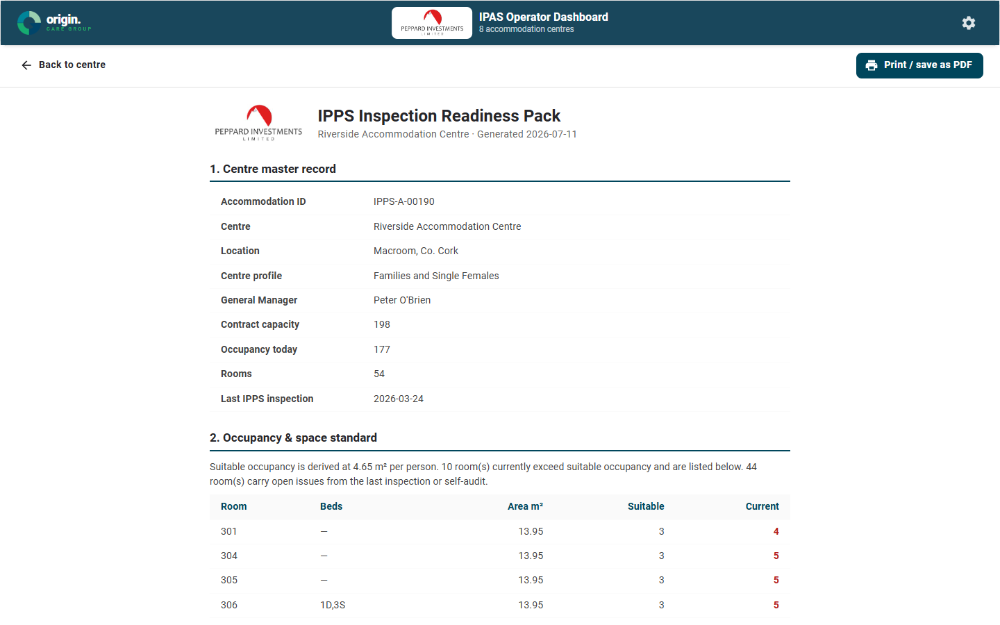 origin.
CARE GROUP
PEPPARD INVESTMENTS
LIMITED
IPAS Operator Dashboard
8 accommodation centres
Back to centre
Print / save as PDF
PEPPARD INVESTMENTS
LIMITED
IPPS Inspection Readiness Pack
Riverside Accommodation Centre · Generated 2026-07-11
1. Centre master record
Accommodation ID IPPS-A-00190
Centre Riverside Accommodation Centre
Location Macroom, Co. Cork
Centre profile Families and Single Females
General Manager Peter O'Brien
Contract capacity 198
Occupancy today 177
Rooms 54
Last IPPS inspection 2026-03-24
2. Occupancy & space standard
Suitable occupancy is derived at 4.65 m² per person. 10 room(s) currently exceed suitable occupancy and are listed below. 44
room(s) carry open issues from the last inspection or self-audit.
Room Beds Area m² Suitable Current
301 — 13.95 3 4
304 — 13.95 3 5
305 — 13.95 3 5
306 1D,3S 13.95 3 5